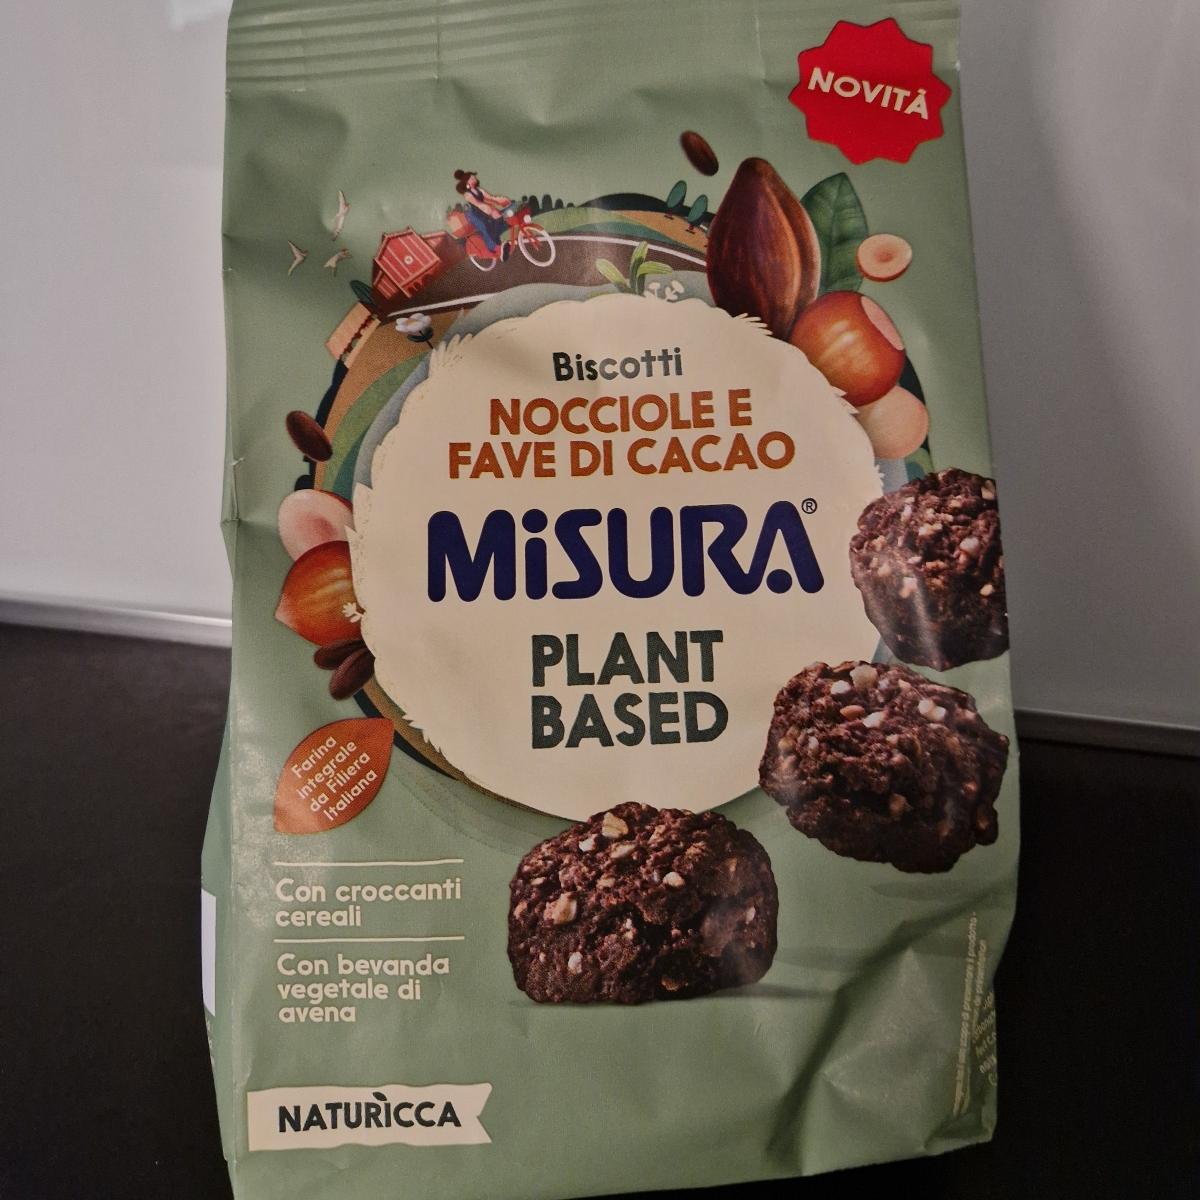 NOVITÀ
Biscotti
NOCCIOLE E
FAVE DI CACAO
MiSURA®
PLANT
BASED
Farina
integrale
da Filiera
Italiana
Con croccanti
cereali
Con bevanda
vegetale di
avena
NATURÌCCA